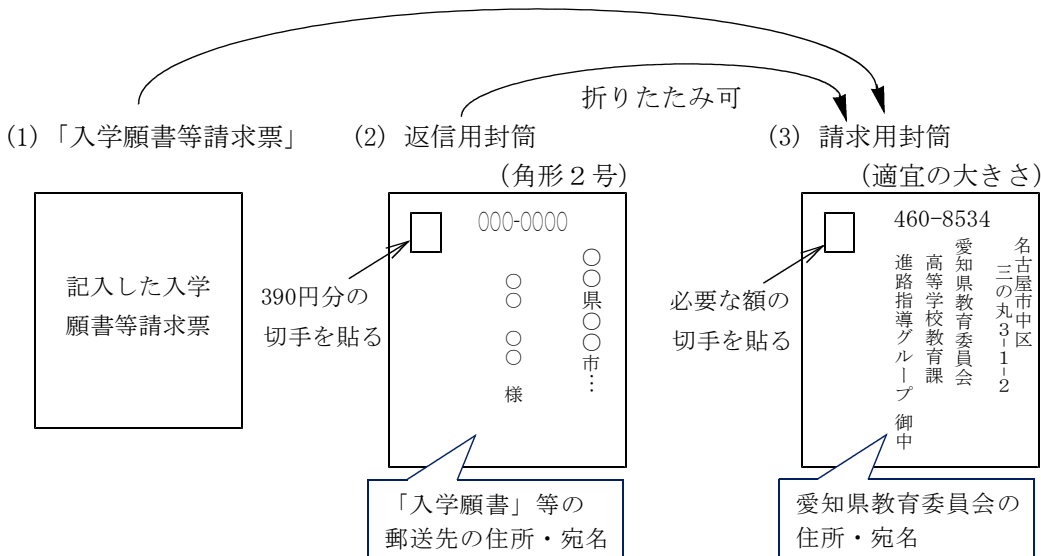 折りたたみ可
(1)「入学願書等請求票」
(2) 返信用封筒
(角形２号)
(3) 請求用封筒
(適宜の大きさ)
記入した入学
願書等請求票
390円分の
切手を貼る
000-0000
○○県○○市…
○○ ○○ 様
「入学願書」等の
郵送先の住所・宛名
必要な額の
切手を貼る
460-8534
名古屋市中区
三の丸3-1-2
愛知県教育委員会
高等学校教育課
進路指導グループ 御中
愛知県教育委員会の
住所・宛名